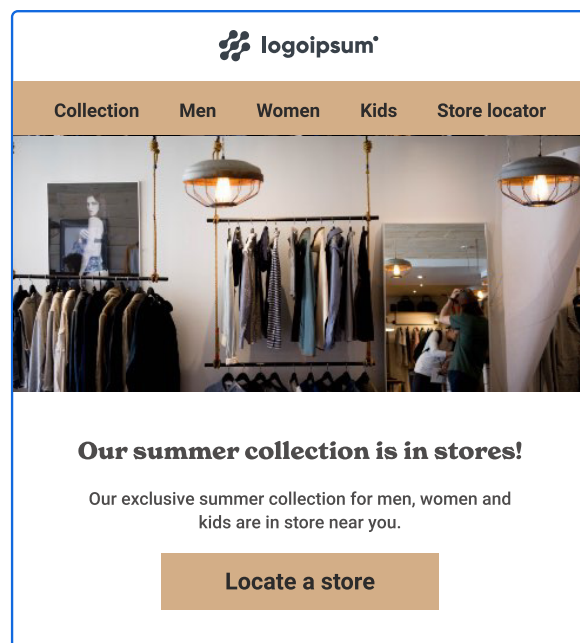 logoipsum
Collection Men Women Kids Store locator
Our summer collection is in stores!
Our exclusive summer collection for men, women and
kids are in store near you.
Locate a store